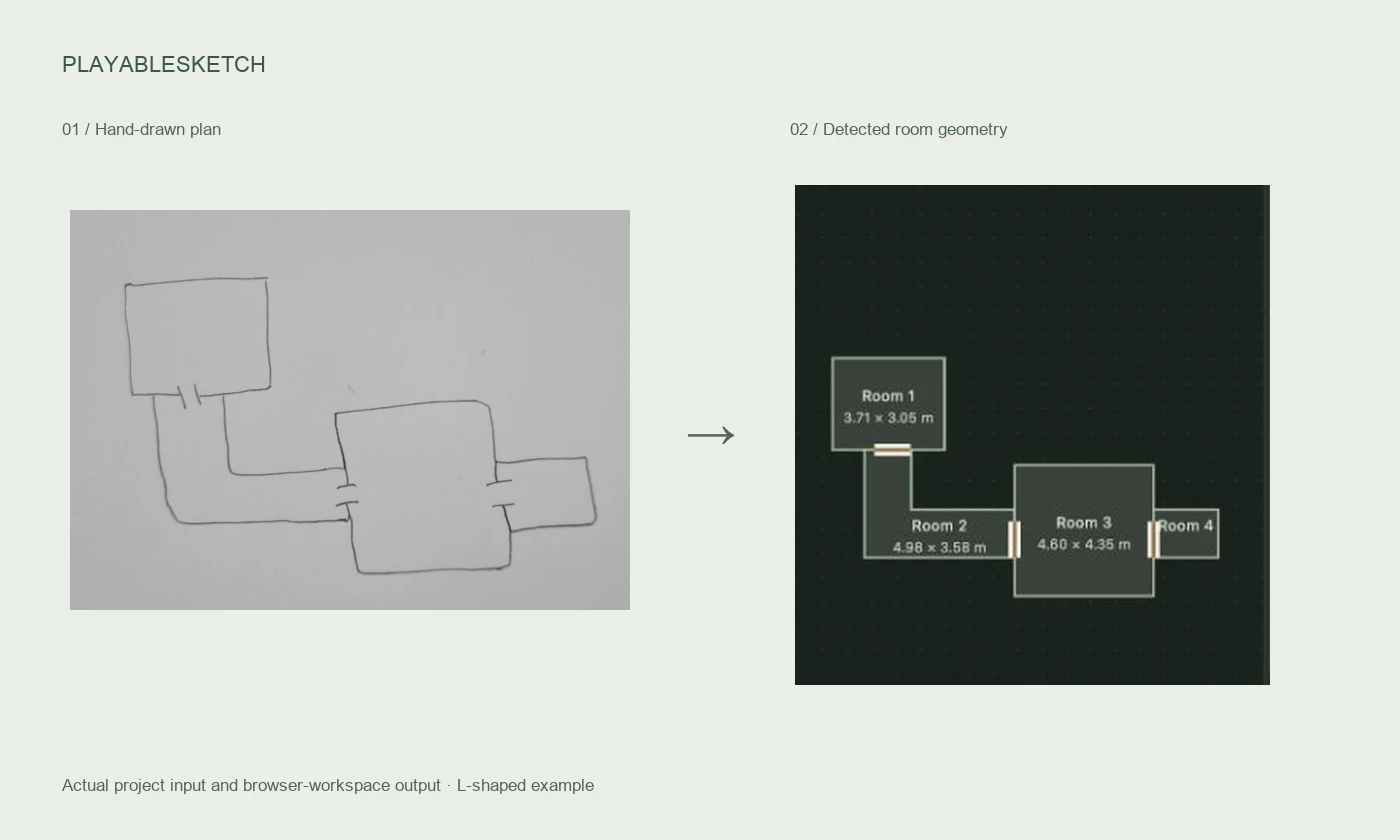 PLAYABLESKETCH
01 / Hand-drawn plan
02 / Detected room geometry
→
Room 1
3.71 × 3.05 m
Room 2
4.98 × 3.58 m
Room 3
4.60 × 4.35 m
Room 4
Actual project input and browser-workspace output · L-shaped example